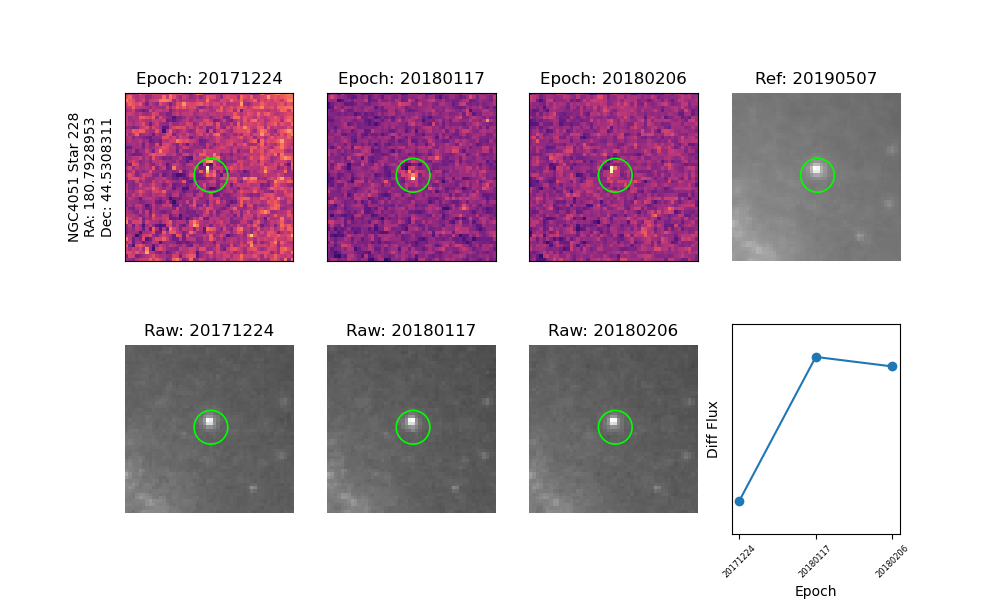 NGC4051 Star 228
RA: 180.7928953
Dec: 44.5308311
Epoch: 20171224
Epoch: 20180117
Epoch: 20180206
Ref: 20190507
Raw: 20171224
Raw: 20180117
Raw: 20180206
Diff Flux
20171224
20180117
20180206
Epoch